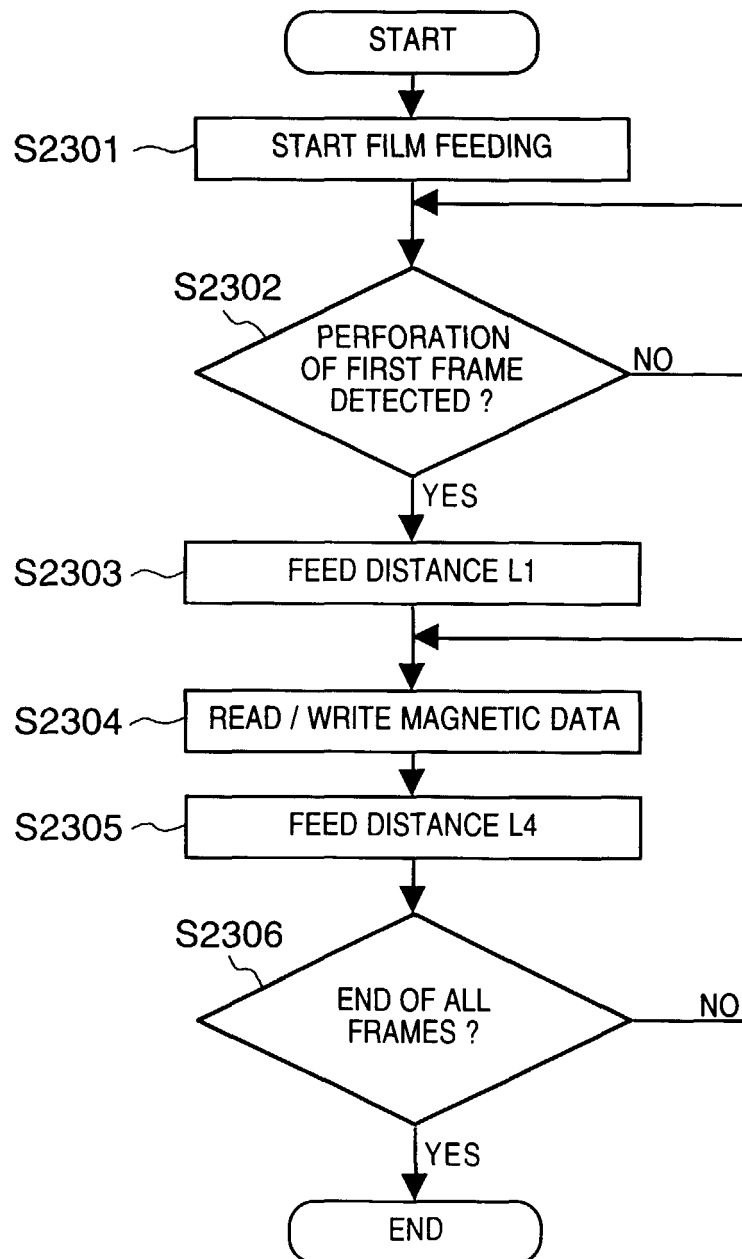 START
S2301
START FILM FEEDING
S2302
PERFORATION
OF FIRST FRAME
DETECTED ?
NO
YES
S2303
FEED DISTANCE L1
S2304
READ / WRITE MAGNETIC DATA
S2305
FEED DISTANCE L4
S2306
END OF ALL
FRAMES ?
NO
YES
END